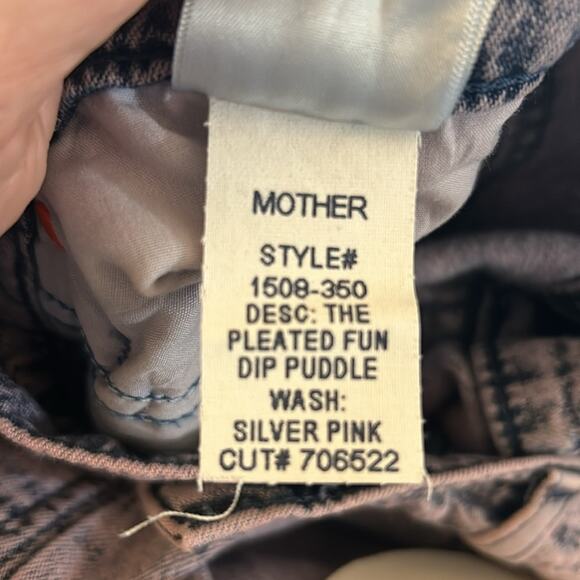 MOTHER
STYLE#
1508-350
DESC: THE
PLEATED FUN
DIP PUDDLE
WASH:
SILVER PINK
CUT# 706522